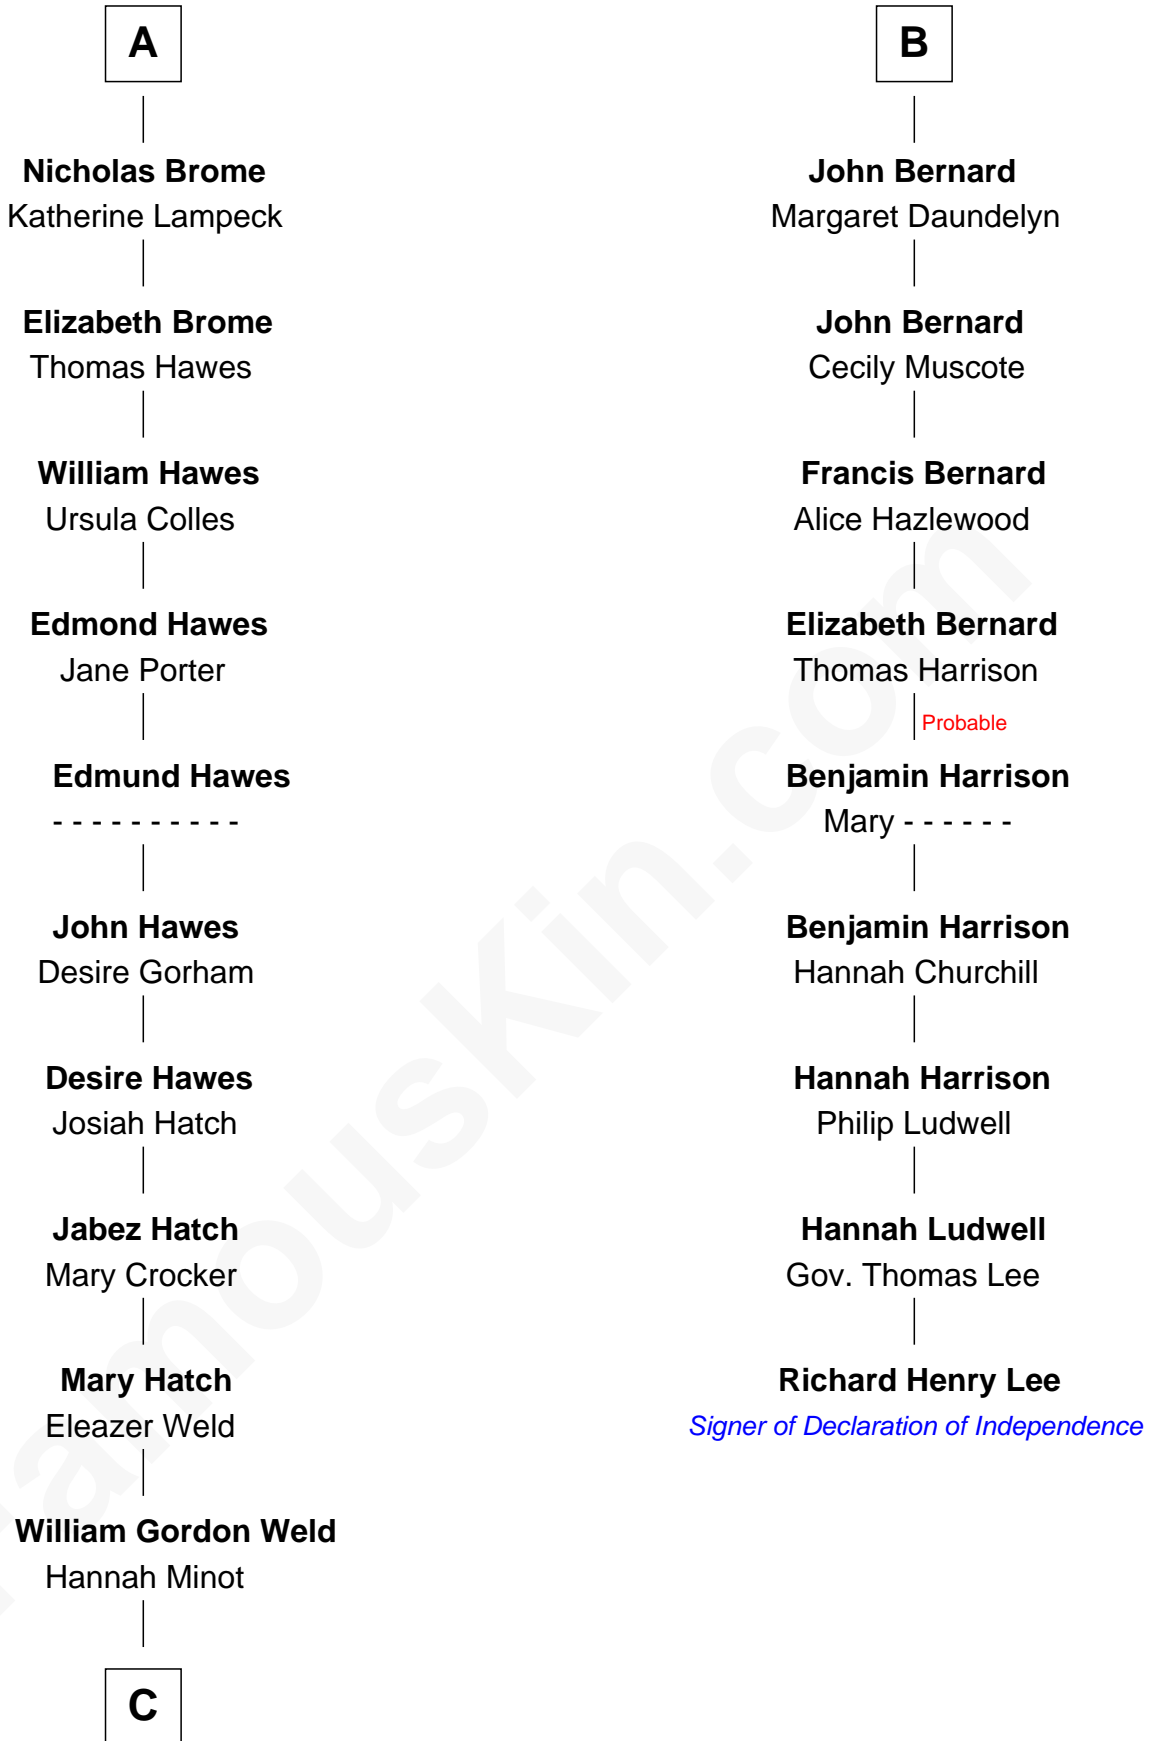 A
Nicholas Brome
Katherine Lampeck
Elizabeth Brome
Thomas Hawes
William Hawes
Ursula Colles
Edmond Hawes
Jane Porter
Edmund Hawes
- - - - - - - - - -
John Hawes
Desire Gorham
Desire Hawes
Josiah Hatch
Jabez Hatch
Mary Crocker
Mary Hatch
Eleazer Weld
William Gordon Weld
Hannah Minot
C
B
John Bernard
Margaret Daundelyn
John Bernard
Cecily Muscote
Francis Bernard
Alice Hazlewood
Elizabeth Bernard
Thomas Harrison
Probable
Benjamin Harrison
Mary - - - - - -
Benjamin Harrison
Hannah Churchill
Hannah Harrison
Philip Ludwell
Hannah Ludwell
Gov. Thomas Lee
Richard Henry Lee
Signer of Declaration of Independence
FamousKin.com